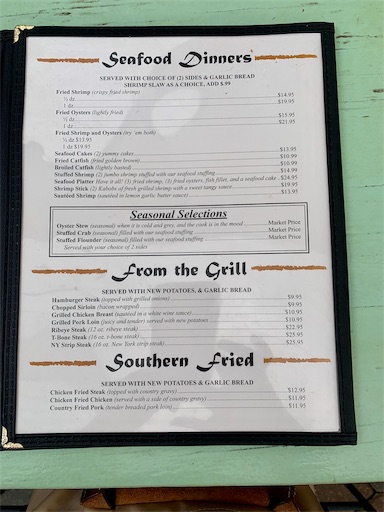 Seafood Dinners
SERVED WITH CHOICE OF (2) SIDES & GARLIC BREAD
SHRIMP SLAW AS A CHOICE, ADD $.99
Fried Shrimp (crispy fried shrimp)
½ dz $14.95
1 dz $19.95
Fried Oysters (lightly fried)
½ dz $15.95
1 dz $21.95
Fried Shrimp and Oysters (try 'em both)
½ dz $13.95
1 dz $19.95
Seafood Cakes (2) yummy cakes $13.95
Fried Catfish (fried golden brown) $10.99
Broiled Catfish (lightly basted) $10.99
Stuffed Shrimp (2) jumbo shrimp stuffed with our seafood stuffing $14.99
Seafood Platter Have it all! (3) fried shrimp, (3) fried oysters, fish fillet, and a seafood cake $24.95
Shrimp Stick (2) Kabobs of fresh grilled shrimp with a sweet tangy sauce $19.95
Sautéed Shrimp (sautéed in lemon garlic butter sauce) $13.95
Seasonal Selections
Oyster Stew (seasonal) when it is cold and grey, and the cook is in the mood Market Price
Stuffed Crab (seasonal) filled with our seafood stuffing Market Price
Stuffed Flounder (seasonal) filled with our seafood stuffing Market Price
Served with your choice of 2 sides
From the Grill
SERVED WITH NEW POTATOES, & GARLIC BREAD
Hamburger Steak (topped with grilled onions) $9.95
Chopped Sirloin (bacon wrapped) $9.95
Grilled Chicken Breast (sautéed in a white wine sauce) $10.95
Grilled Pork Loin (juicy and tender) served with new potatoes $10.95
Ribeye Steak (12 oz. ribeye steak) $22.95
T-Bone Steak (16 oz. t-bone steak) $25.95
NY Strip Steak (16 oz. New York strip steak) $25.95
Southern Fried
SERVED WITH NEW POTATOES & GARLIC BREAD
Chicken Fried Steak (topped with country gravy) $12.95
Chicken Fried Chicken (served with a side of country gravy) $11.95
Country Fried Pork (tender breaded pork loin) $11.95